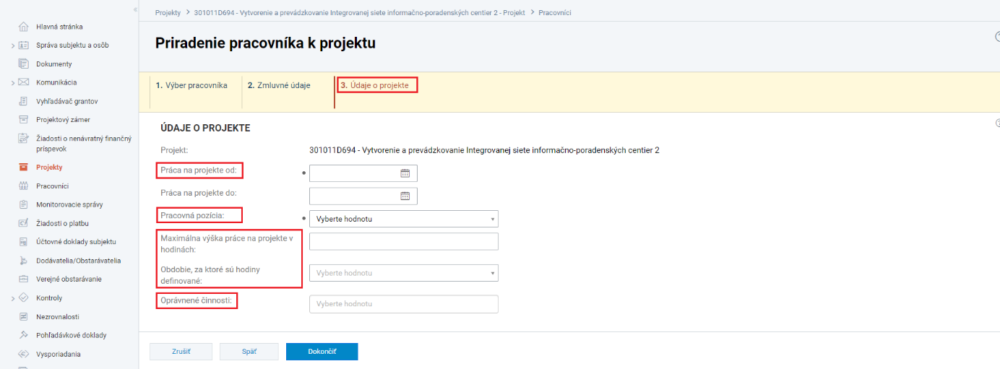 Projekty > 301011D694 - Vytvorenie a prevádzkovanie Integrovanej siete informačno-poradenských centier 2 - Projekt > Pracovníci
Hlavná stránka
Správa subjektu a osôb
Dokumenty
Komunikácia
Vyhľadávač grantov
Projektový zámer
Žiadosti o nenávratný finančný
príspevok
Projekty
Pracovníci
Monitorovacie správy
Žiadosti o platbu
Účtovné doklady subjektu
Dodávatelia/Obstarávatelia
Verejné obstarávanie
Kontroly
Nezrovnalosti
Pohľadávkové doklady
Vysporiadania
Priradenie pracovníka k projektu
1. Výber pracovníka
2. Zmluvné údaje
3. Údaje o projekte
ÚDAJE O PROJEKTE
Projekt: 301011D694 - Vytvorenie a prevádzkovanie Integrovanej siete informačno-poradenských centier 2
Práca na projekte od:
Práca na projekte do:
Pracovná pozícia: Vyberte hodnotu
Maximálna výška práce na projekte v
hodinách:
Obdobie, za ktoré sú hodiny Vyberte hodnotu
definované:
Oprávnené činnosti: Vyberte hodnotu
Zrušiť Späť Dokončiť